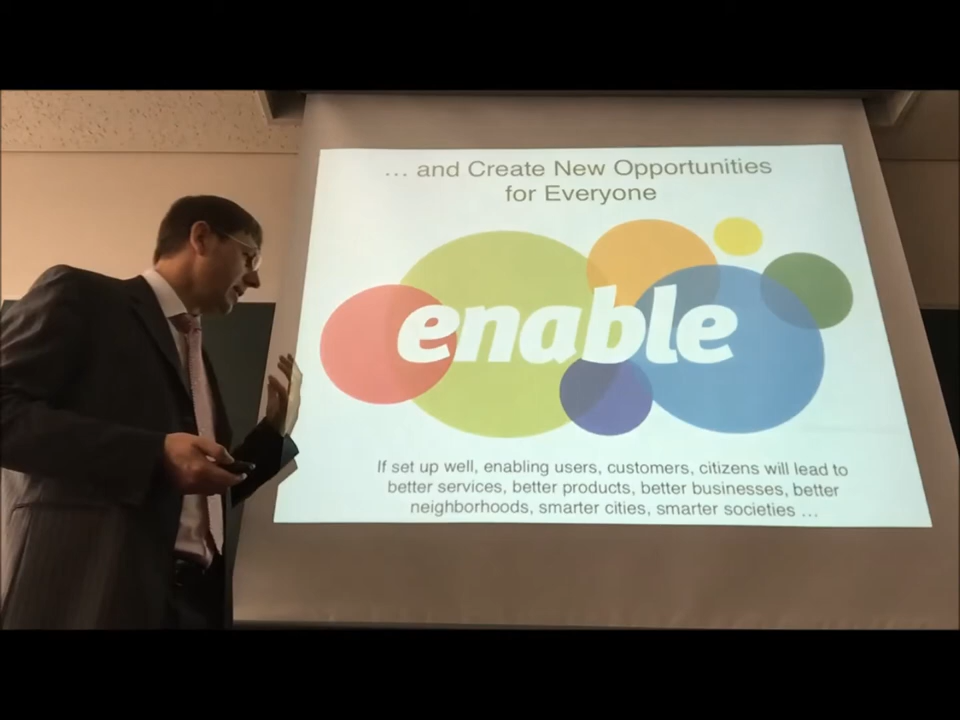 … and Create New Opportunities
for Everyone
enable
If set up well, enabling users, customers, citizens will lead to
better services, better products, better businesses, better
neighborhoods, smarter cities, smarter societies …